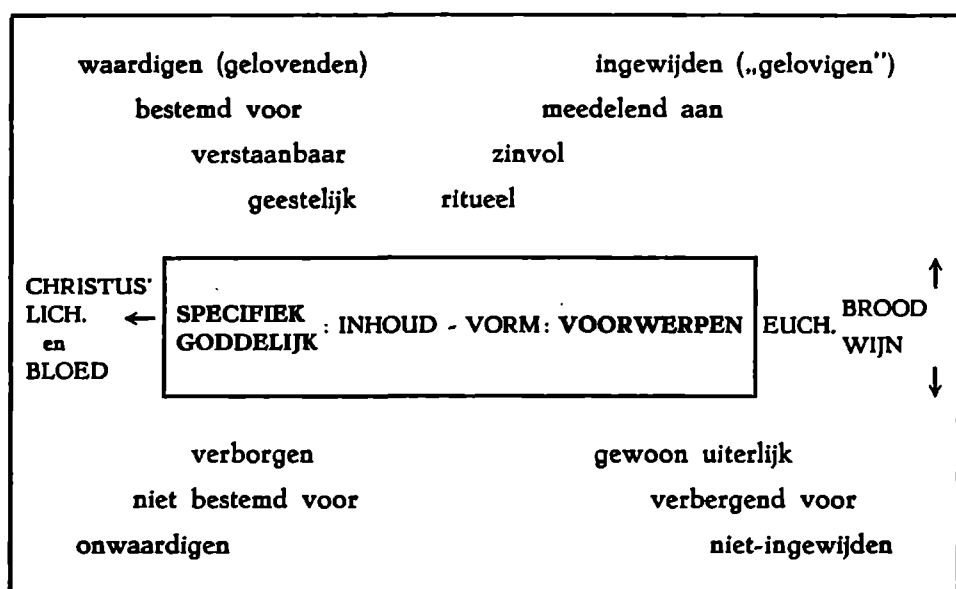 waardigen (gelovenden) ingewijden („gelovigen”)
bestemd voor meedelend aan
verstaanbaar zinvol
geestelijk ritueel
CHRISTUS'
LICH.
en
BLOED
←
SPECIFIEK
GODDELIJK
: INHOUD - VORM: VOORWERPEN
EUCH.
BROOD
WIJN
↑
↓
verborgen gewoon uiterlijk
niet bestemd voor verbergend voor
onwaardigen niet-ingewijden